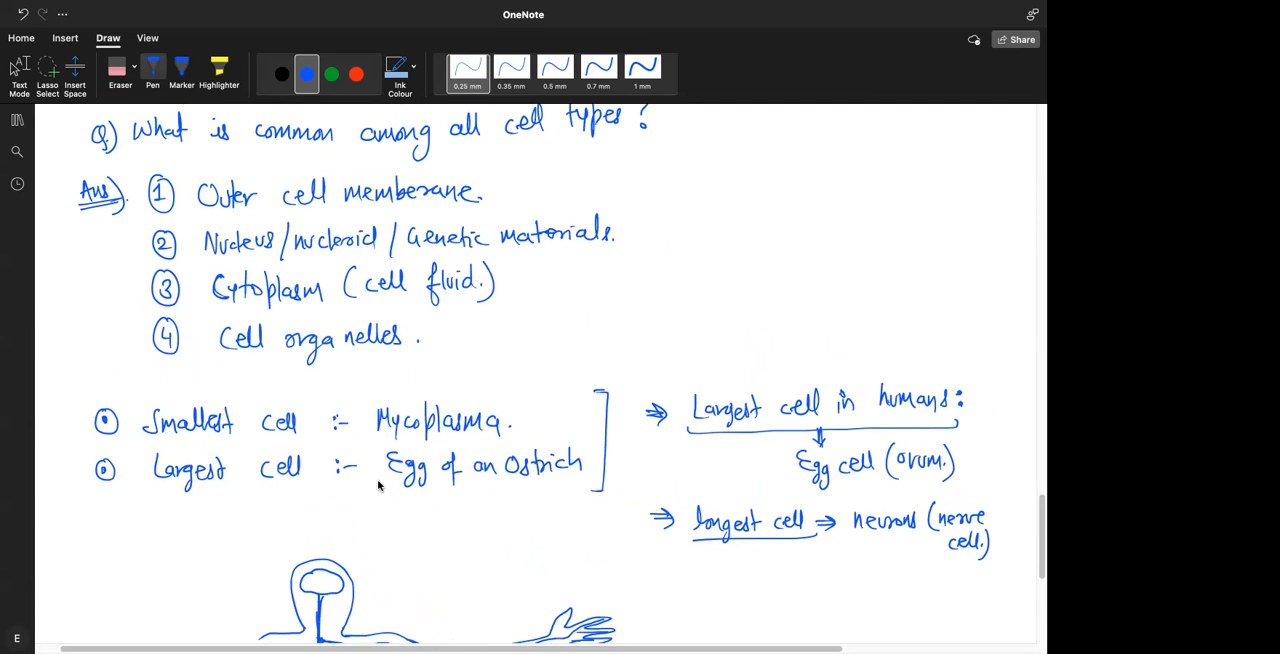 OneNote
Home Insert Draw View
Share
Text Mode
Lasso Select
Insert Space
Eraser
Pen
Marker
Highlighter
Ink Colour
0.25 mm
0.35 mm
0.5 mm
0.7 mm
1 mm
Q) What is common among all cell types?
Ans). ① Outer cell memberane.
② Nucleus/nucleroid/Genetic materials.
③ Cytoplasm (cell fluid.)
④ Cell organelles.
Smallest cell :- Mycoplasma.
Largest cell :- Egg of an Ostrich
⇒ Largest cell in humans:
Egg cell (ovum.)
⇒ longest cell ⇒ neurons (nerve
cell.)
E